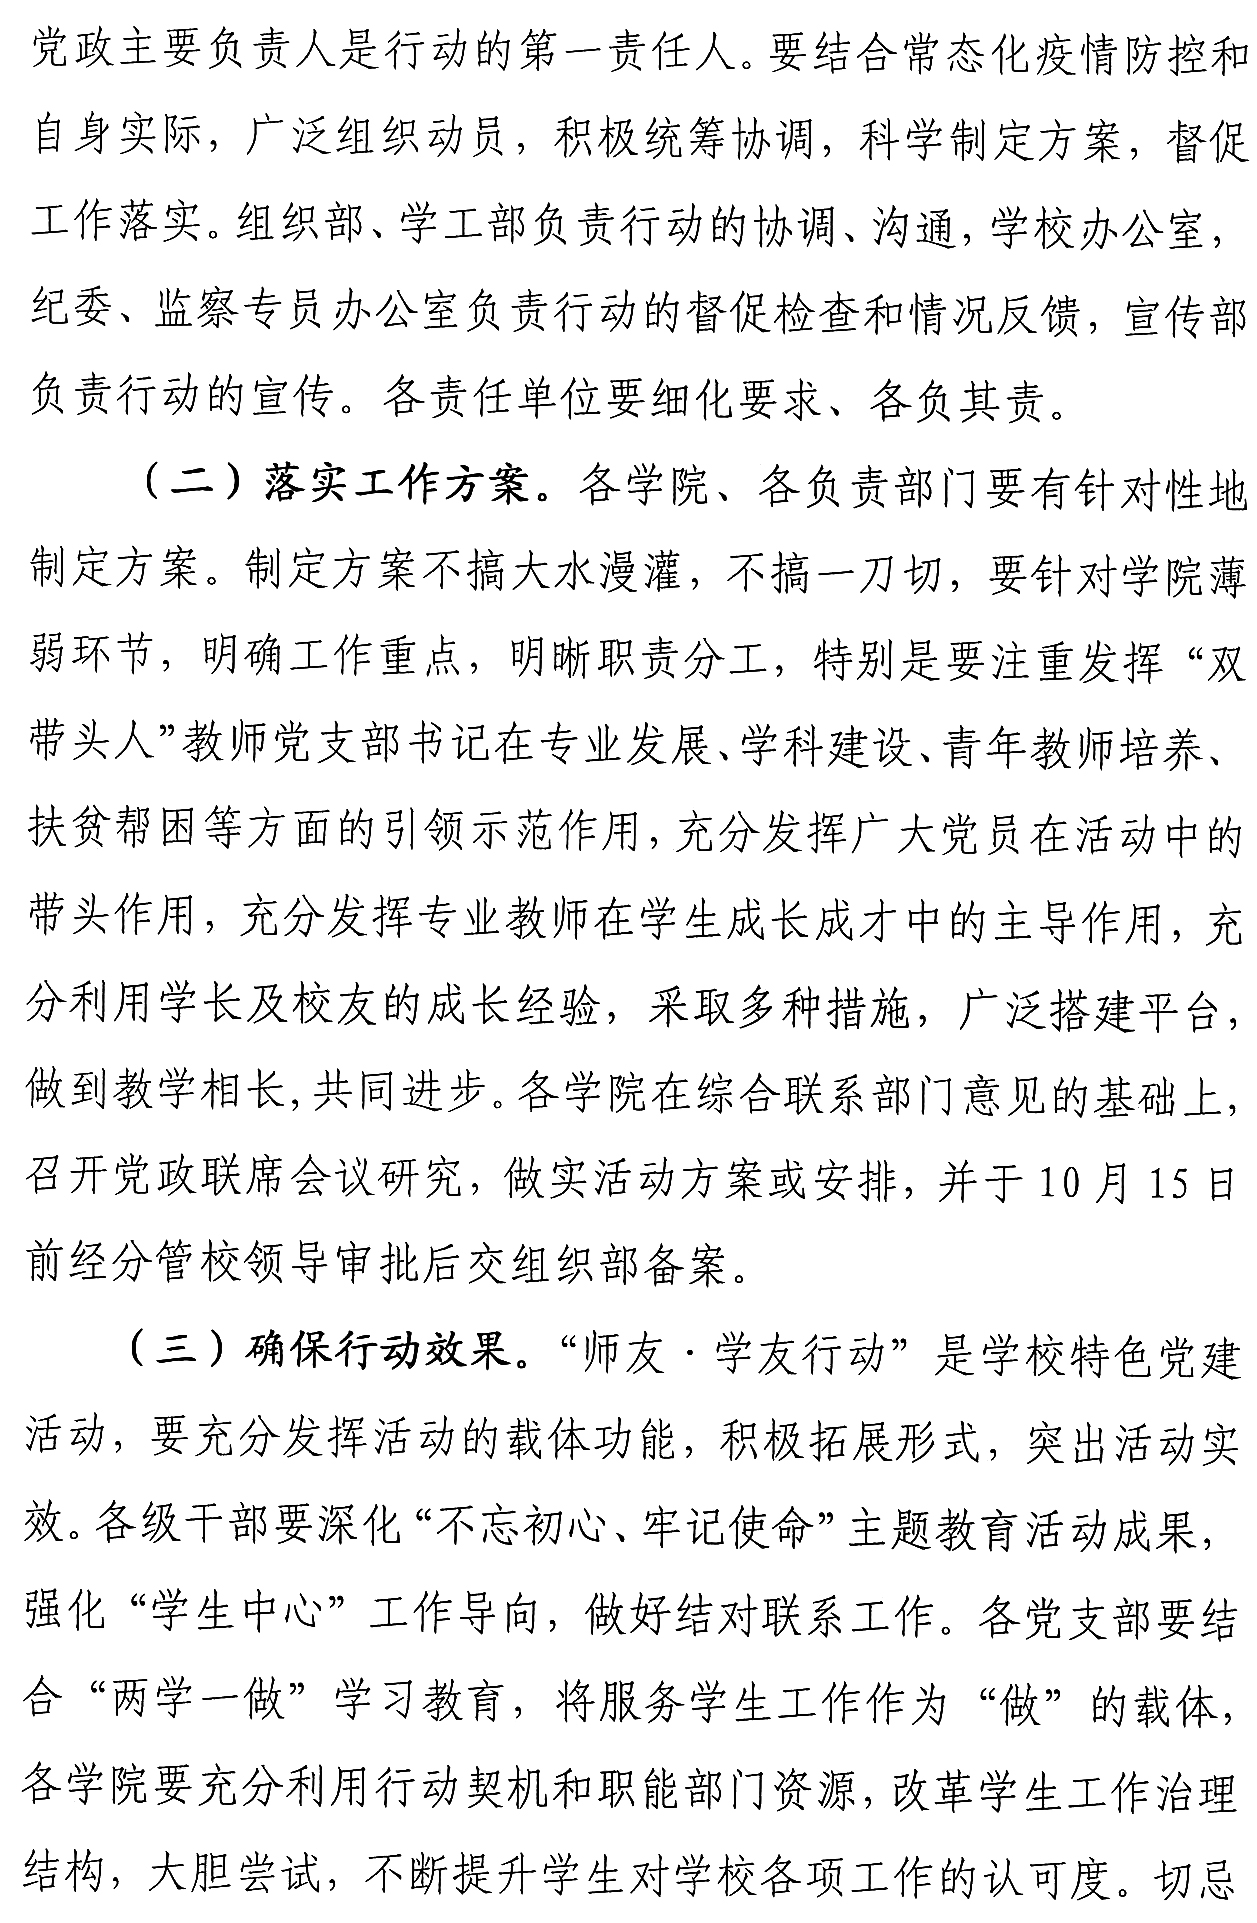 党政主要负责人是行动的第一责任人。要结合常态化疫情防控和
自身实际，广泛组织动员，积极统筹协调，科学制定方案，督促
工作落实。组织部、学工部负责行动的协调、沟通，学校办公室，
纪委、监察专员办公室负责行动的督促检查和情况反馈，宣传部
负责行动的宣传。各责任单位要细化要求、各负其责。
（二）落实工作方案。各学院、各负责部门要有针对性地
制定方案。制定方案不搞大水漫灌，不搞一刀切，要针对学院薄
弱环节，明确工作重点，明晰职责分工，特别是要注重发挥“双
带头人”教师党支部书记在专业发展、学科建设、青年教师培养、
扶贫帮困等方面的引领示范作用，充分发挥广大党员在活动中的
带头作用，充分发挥专业教师在学生成长成才中的主导作用，充
分利用学长及校友的成长经验，采取多种措施，广泛搭建平台，
做到教学相长，共同进步。各学院在综合联系部门意见的基础上，
召开党政联席会议研究，做实活动方案或安排，并于 10 月 15 日
前经分管校领导审批后交组织部备案。
（三）确保行动效果。“师友·学友行动”是学校特色党建
活动，要充分发挥活动的载体功能，积极拓展形式，突出活动实
效。各级干部要深化“不忘初心、牢记使命”主题教育活动成果，
强化“学生中心”工作导向，做好结对联系工作。各党支部要结
合“两学一做”学习教育，将服务学生工作作为“做”的载体，
各学院要充分利用行动契机和职能部门资源，改革学生工作治理
结构，大胆尝试，不断提升学生对学校各项工作的认可度。切忌